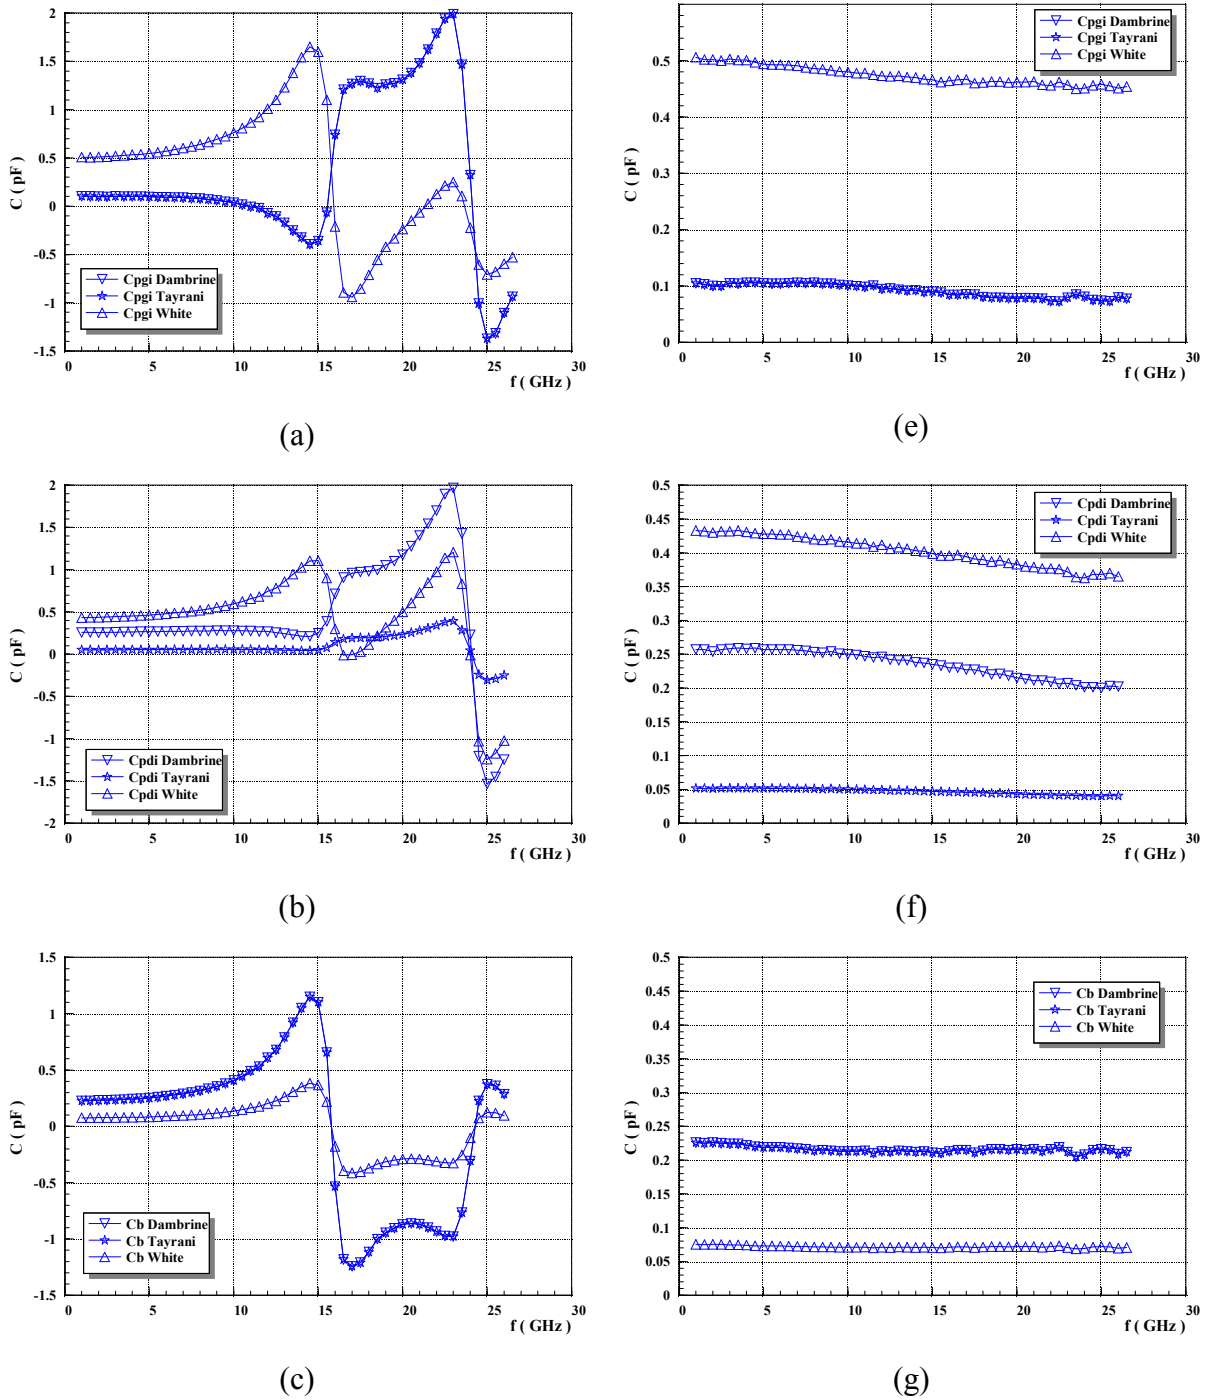 2
1.5
1
0.5
0
-0.5
-1
-1.5
C ( pF )
Cpgi Dambrine
Cpgi Tayrani
Cpgi White
0 5 10 15 20 25 30
f ( GHz )
(a)
0.5
0.4
0.3
0.2
0.1
0
C ( pF )
Cpgi Dambrine
Cpgi Tayrani
Cpgi White
0 5 10 15 20 25 30
f ( GHz )
(e)
2
1.5
1
0.5
0
-0.5
-1
-1.5
-2
C ( pF )
Cpdi Dambrine
Cpdi Tayrani
Cpdi White
0 5 10 15 20 25 30
f ( GHz )
(b)
0.5
0.45
0.4
0.35
0.3
0.25
0.2
0.15
0.1
0.05
0
C ( pF )
Cpdi Dambrine
Cpdi Tayrani
Cpdi White
0 5 10 15 20 25 30
f ( GHz )
(f)
1.5
1
0.5
0
-0.5
-1
-1.5
C ( pF )
Cb Dambrine
Cb Tayrani
Cb White
0 5 10 15 20 25 30
f ( GHz )
(c)
0.5
0.45
0.4
0.35
0.3
0.25
0.2
0.15
0.1
0.05
0
C ( pF )
Cb Dambrine
Cb Tayrani
Cb White
0 5 10 15 20 25 30
f ( GHz )
(g)